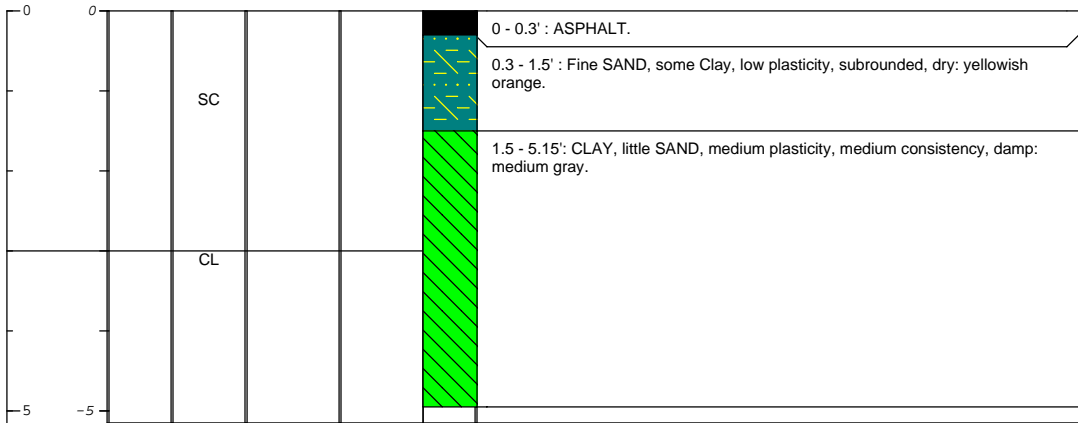 0 0
0 - 0.3' : ASPHALT.
0.3 - 1.5' : Fine SAND, some Clay, low plasticity, subrounded, dry: yellowish
orange.
SC
1.5 - 5.15': CLAY, little SAND, medium plasticity, medium consistency, damp:
medium gray.
CL
5 -5